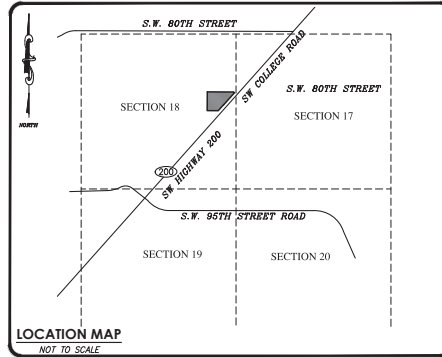 S.W. 80TH STREET
SW COLLEGE ROAD
S.W. 80TH STREET
SECTION 18
SECTION 17
NORTH
SW HIGHWAY 200
200
S.W. 95TH STREET ROAD
SECTION 19
SECTION 20
LOCATION MAP
NOT TO SCALE